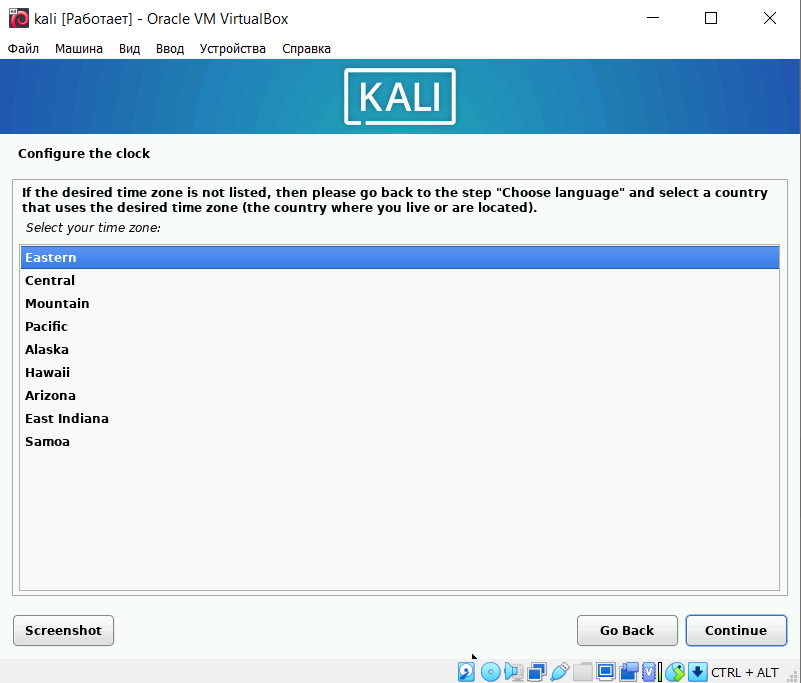 kali [Работает] - Oracle VM VirtualBox
Файл Машина Вид Ввод Устройства Справка
KALI
Configure the clock
If the desired time zone is not listed, then please go back to the step "Choose language" and select a country
that uses the desired time zone (the country where you live or are located).
Select your time zone:
Eastern
Central
Mountain
Pacific
Alaska
Hawaii
Arizona
East Indiana
Samoa
Screenshot Go Back Continue
CTRL + ALT